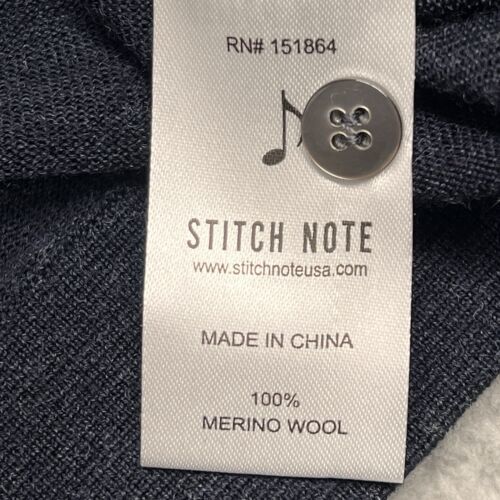 RN# 151864
STITCH NOTE
www.stitchnoteusa.com
MADE IN CHINA
100%
MERINO WOOL